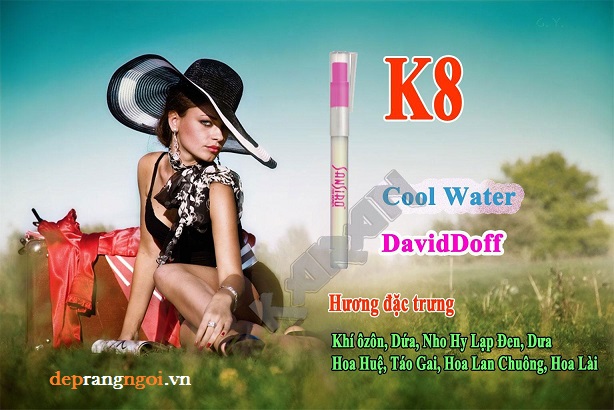 K8
SANSIRO
Cool Water
DavidDoff
Hương đặc trưng
Khí ôzôn, Dứa, Nho Hy Lạp Đen, Dưa
Hoa Huệ, Táo Gai, Hoa Lan Chuông, Hoa Lài
deprangngoi.vn